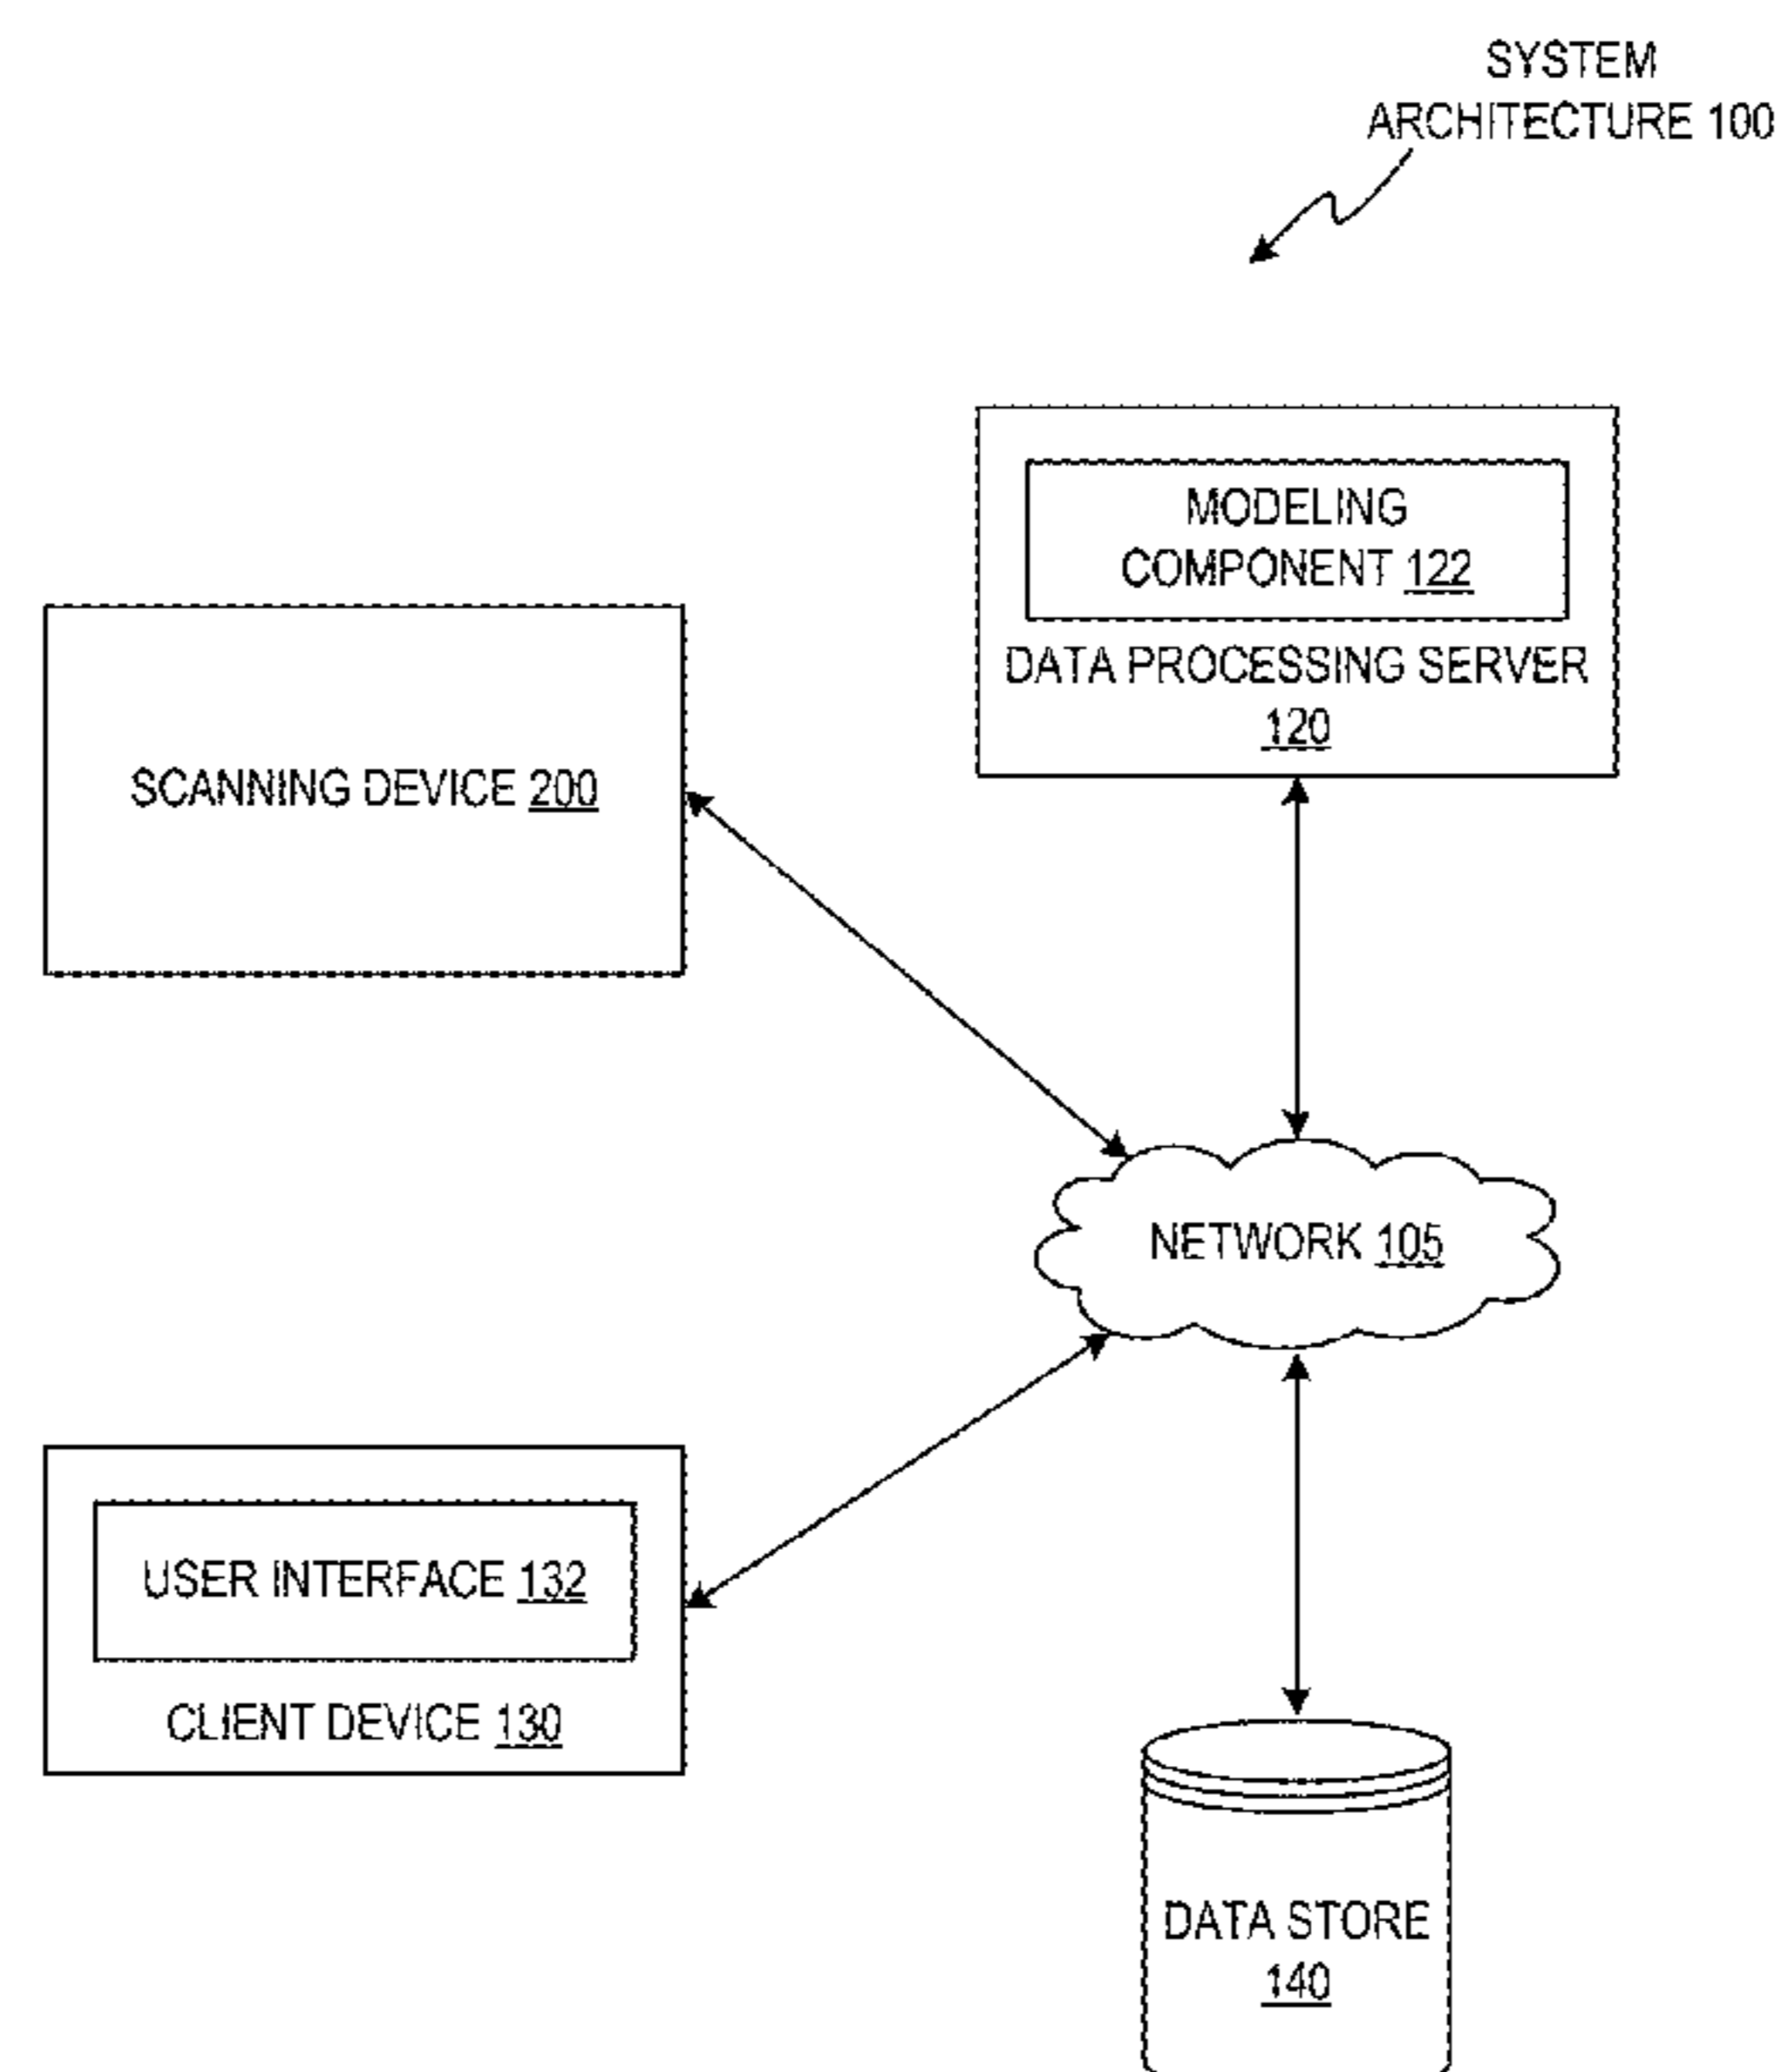 SYSTEM
ARCHITECTURE 100
MODELING
COMPONENT 122
DATA PROCESSING SERVER
120
SCANNING DEVICE 200
NETWORK 105
USER INTERFACE 132
CLIENT DEVICE 130
DATA STORE
140